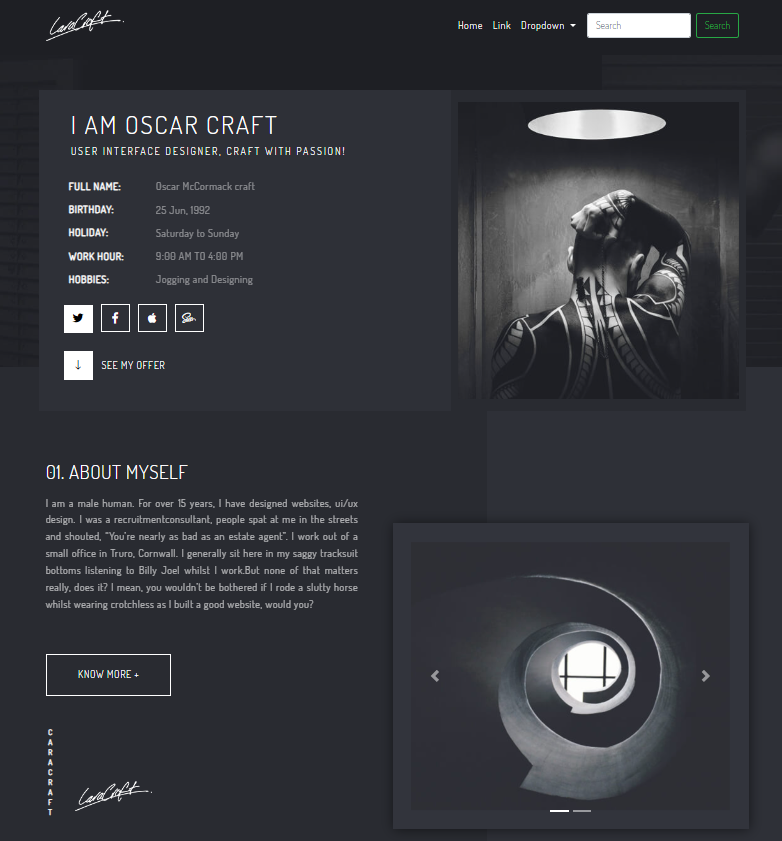 CaraCraft.
Home Link Dropdown Search Search
I AM OSCAR CRAFT
USER INTERFACE DESIGNER, CRAFT WITH PASSION!
FULL NAME: Oscar McCormack craft
BIRTHDAY: 25 Jun, 1992
HOLIDAY: Saturday to Sunday
WORK HOUR: 9:00 AM TO 4:00 PM
HOBBIES: Jogging and Designing
Sass
SEE MY OFFER
01. ABOUT MYSELF
I am a male human. For over 15 years, I have designed websites, ui/ux
design. I was a recruitmentconsultant, people spat at me in the streets
and shouted, "You're nearly as bad as an estate agent". I work out of a
small office in Truro, Cornwall. I generally sit here in my saggy tracksuit
bottoms listening to Billy Joel whilst I work.But none of that matters
really, does it? I mean, you wouldn't be bothered if I rode a slutty horse
whilst wearing crotchless as I built a good website, would you?
KNOW MORE +
CARACRAFT
CaraCraft.